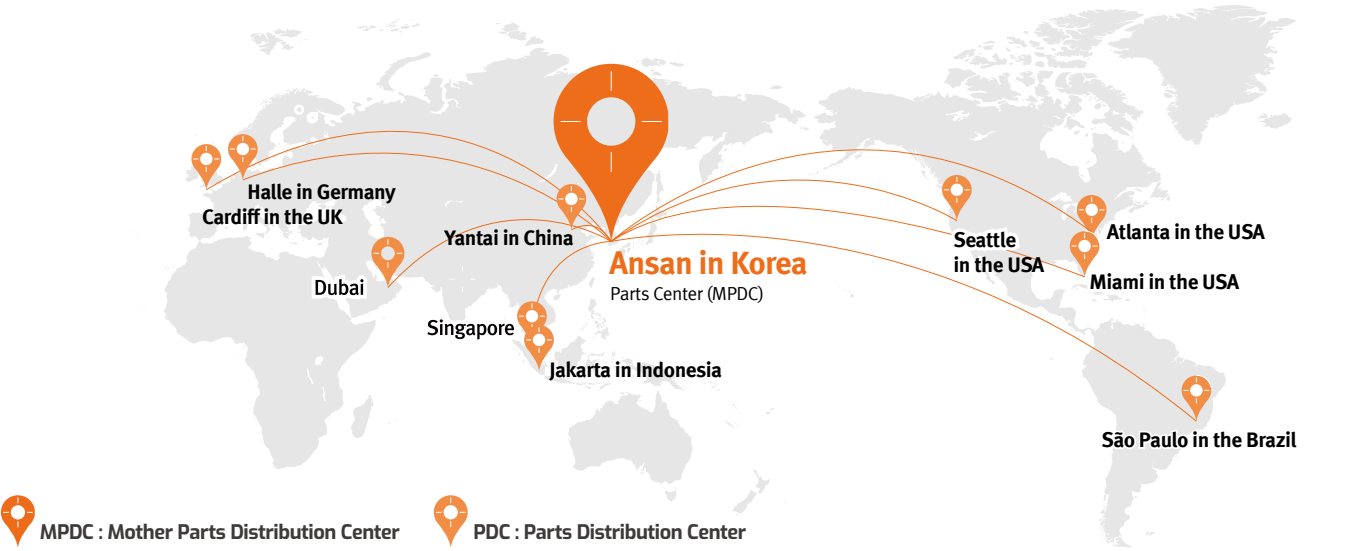 Halle in Germany
Cardiff in the UK
Yantai in China
Dubai
Ansan in Korea
Parts Center (MPDC)
Singapore
Jakarta in Indonesia
Seattle
in the USA
Atlanta in the USA
Miami in the USA
São Paulo in the Brazil
MPDC : Mother Parts Distribution Center
PDC : Parts Distribution Center